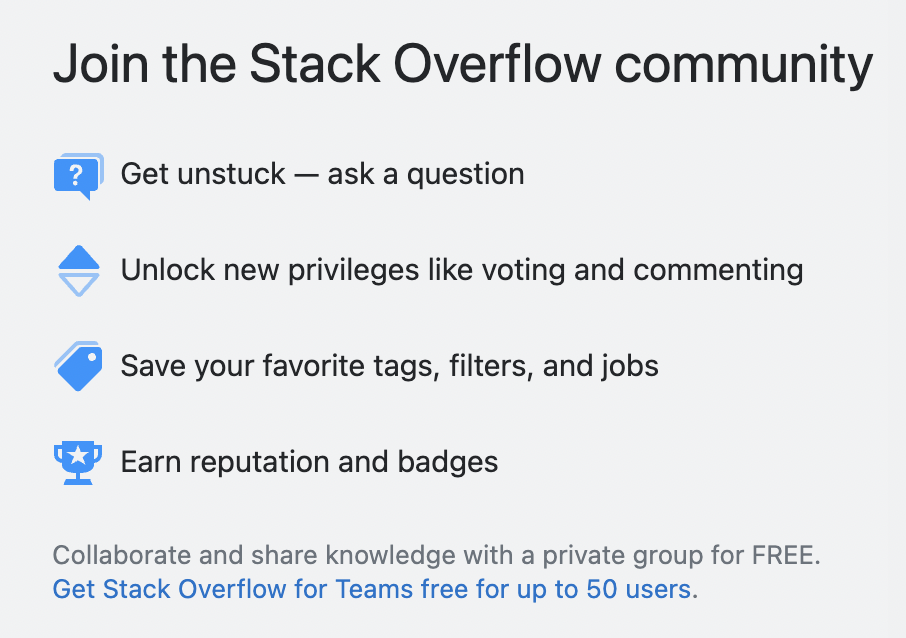 Join the Stack Overflow community
?
Get unstuck — ask a question
Unlock new privileges like voting and commenting
Save your favorite tags, filters, and jobs
Earn reputation and badges
Collaborate and share knowledge with a private group for FREE.
Get Stack Overflow for Teams free for up to 50 users.